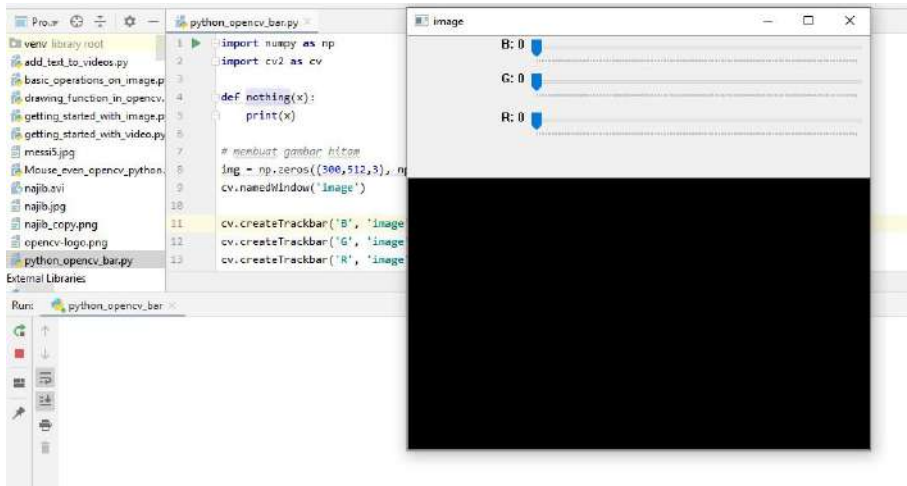 Pro..
python_opencv_bar.py
venv library root
add_text_to_videos.py
basic_operations_on_image.p
drawing_function_in_opencv.
getting_started_with_image.p
getting_started_with_video.py
messi5.jpg
Mouse_even_opencv_python.
najib.avi
najib.jpg
najib_copy.png
opencv-logo.png
python_opencv_bar.py
External Libraries
1 import numpy as np
2 import cv2 as cv
3
4 def nothing(x):
5 print(x)
6
7 # membuat gambar hitam
8 img = np.zeros((300,512,3), np
9 cv.namedWindow('image')
10
11 cv.createTrackbar('B', 'image'
12 cv.createTrackbar('G', 'image'
13 cv.createTrackbar('R', 'image'
image
B: 0
G: 0
R: 0
Run: python_opencv_bar